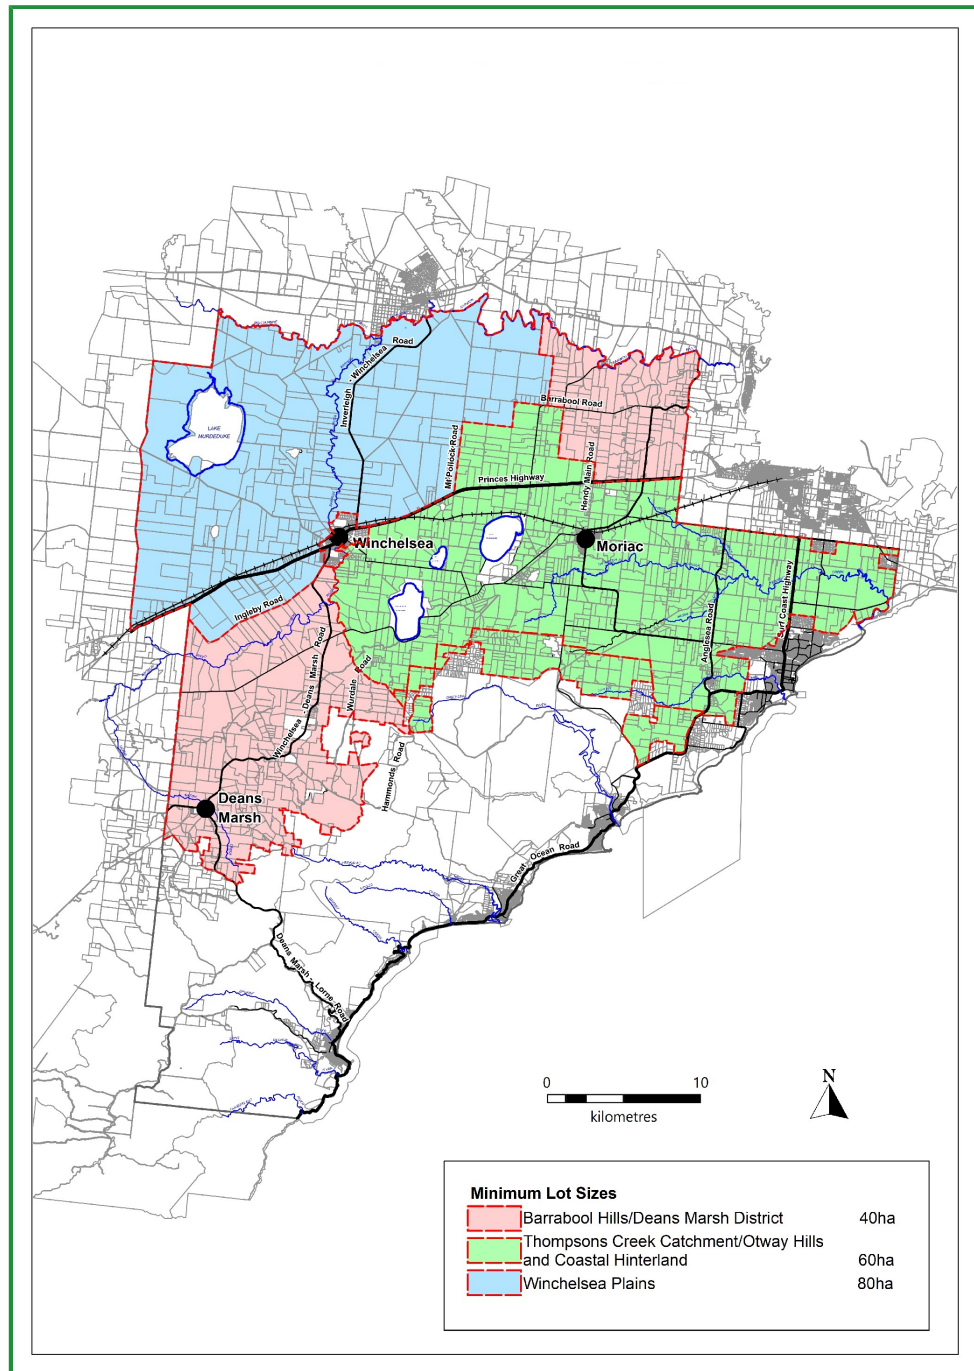 Inverleigh - Winchelsea Road
Barrabool Road
LAKE
MURDEDUKE
Mt Pollock Road
Hendy Main Road
Princes Highway
Winchelsea
Moriac
Ingleby Road
Surf Coast Highway
Anglesea Road
Winchelsea - Deans Marsh Road
Wurdale Road
Hammonds Road
Deans
Marsh
Great Ocean Road
Deans Marsh - Lorne Road
0 10
kilometres
N
Minimum Lot Sizes
Barrabool Hills/Deans Marsh District 40ha
Thompsons Creek Catchment/Otway Hills
and Coastal Hinterland 60ha
Winchelsea Plains 80ha